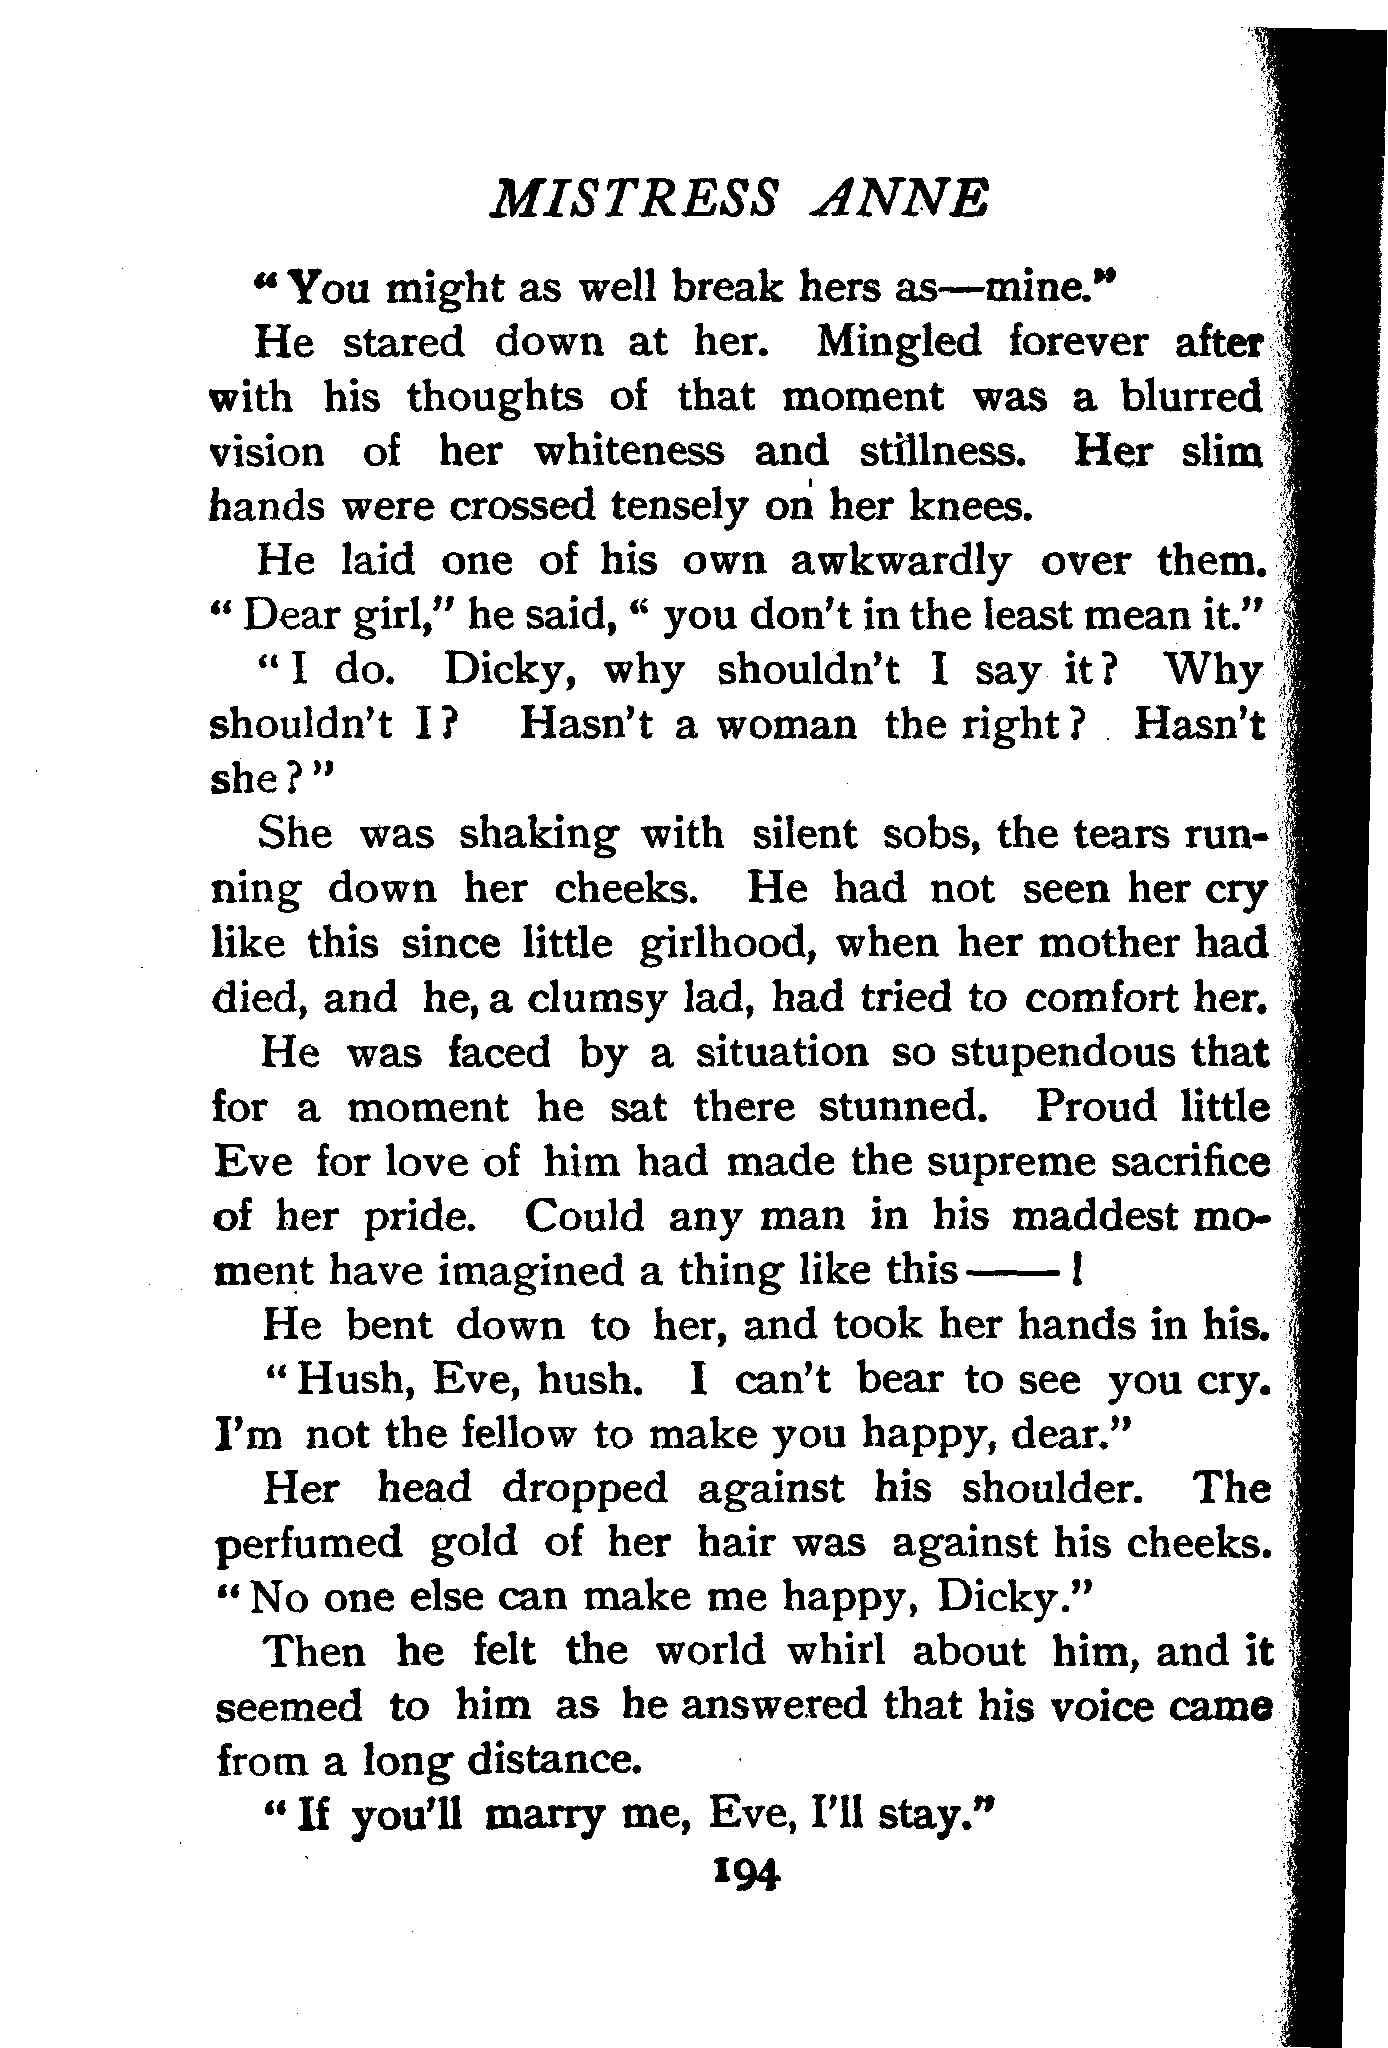 MISTRESS ANNE
"You might as well break hers as—mine."
He stared down at her. Mingled forever after
with his thoughts of that moment was a blurred
vision of her whiteness and stillness. Her slim
hands were crossed tensely on her knees.
He laid one of his own awkwardly over them.
"Dear girl," he said, "you don't in the least mean it."
"I do. Dicky, why shouldn't I say it? Why
shouldn't I? Hasn't a woman the right? Hasn't
she?"
She was shaking with silent sobs, the tears run-
ning down her cheeks. He had not seen her cry
like this since little girlhood, when her mother had
died, and he, a clumsy lad, had tried to comfort her.
He was faced by a situation so stupendous that
for a moment he sat there stunned. Proud little
Eve for love of him had made the supreme sacrifice
of her pride. Could any man in his maddest mo-
ment have imagined a thing like this——!
He bent down to her, and took her hands in his.
"Hush, Eve, hush. I can't bear to see you cry.
I'm not the fellow to make you happy, dear."
Her head dropped against his shoulder. The
perfumed gold of her hair was against his cheeks.
"No one else can make me happy, Dicky."
Then he felt the world whirl about him, and it
seemed to him as he answered that his voice came
from a long distance.
"If you'll marry me, Eve, I'll stay."
194